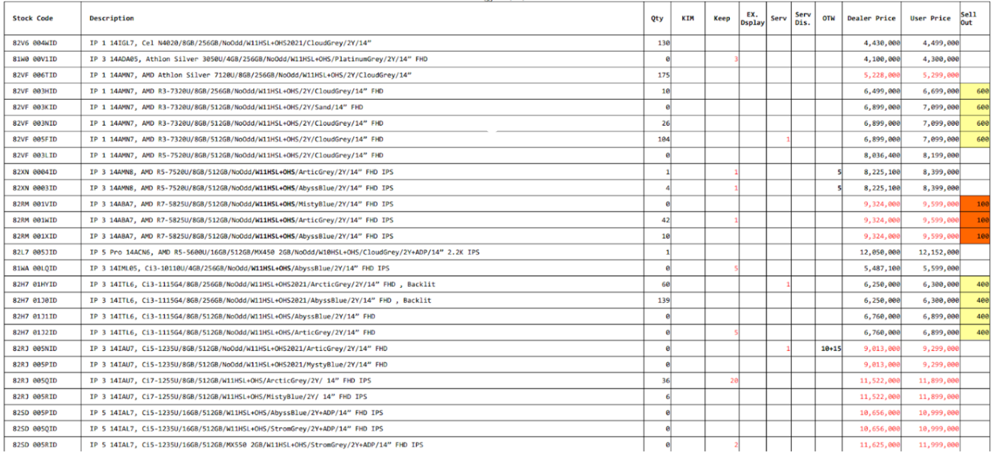 Stock Code Description Qty KIM Keep EX. Dsplay Serv Serv Dis. OTW Dealer Price User Price Sell Out
82V6 004WID IP 1 14IGL7, Cel N4020/8GB/256GB/NoOdd/W11HSL+OHS2021/CloudGrey/2Y/14” 130 4,430,000 4,499,000
81W0 00V1ID IP 3 14ADA05, Athlon Silver 3050U/4GB/256GB/NoOdd/W11HSL+OHS/PlatinumGrey/2Y/14” FHD 0 3 4,100,000 4,300,000
82VF 006TID IP 1 14AMN7, AMD Athlon Silver 7120U/8GB/256GB/NoOdd/W11HSL+OHS/2Y/CloudGrey/14” 175 5,228,000 5,299,000
82VF 003HID IP 1 14AMN7, AMD R3-7320U/8GB/256GB/NoOdd/W11HSL+OHS/2Y/CloudGrey/14” FHD 10 6,499,000 6,699,000 600
82VF 003KID IP 1 14AMN7, AMD R3-7320U/8GB/512GB/NoOdd/W11HSL+OHS/2Y/Sand/14” FHD 0 6,899,000 7,099,000 600
82VF 003NID IP 1 14AMN7, AMD R3-7320U/8GB/512GB/NoOdd/W11HSL+OHS/2Y/CloudGrey/14” FHD 26 6,899,000 7,099,000 600
82VF 005FID IP 1 14AMN7, AMD R3-7320U/8GB/512GB/NoOdd/W11HSL+OHS/2Y/CloudGrey/14” FHD 104 1 6,899,000 7,099,000 600
82VF 003LID IP 1 14AMN7, AMD R5-7520U/8GB/512GB/NoOdd/W11HSL+OHS/2Y/CloudGrey/14” FHD 0 8,036,400 8,199,000
82XN 0004ID IP 3 14AMN8, AMD R5-7520U/8GB/512GB/NoOdd/W11HSL+OHS/ArticGrey/2Y/14” FHD IPS 1 1 5 8,225,100 8,399,000
82XN 0003ID IP 3 14AMN8, AMD R5-7520U/8GB/512GB/NoOdd/W11HSL+OHS/AbyssBlue/2Y/14” FHD IPS 4 1 5 8,225,100 8,399,000
82RM 001VID IP 3 14ABA7, AMD R7-5825U/8GB/512GB/NoOdd/W11HSL+OHS/MistyBlue/2Y/14” FHD IPS 0 9,324,000 9,599,000 100
82RM 001WID IP 3 14ABA7, AMD R7-5825U/8GB/512GB/NoOdd/W11HSL+OHS/ArticGrey/2Y/14” FHD IPS 42 1 9,324,000 9,599,000 100
82RM 001XID IP 3 14ABA7, AMD R7-5825U/8GB/512GB/NoOdd/W11HSL+OHS/AbyssBlue/2Y/14” FHD IPS 10 9,324,000 9,599,000 100
82L7 005JID IP 5 Pro 14ACN6, AMD R5-5600U/16GB/512GB/MX450 2GB/NoOdd/W10HSL+OHS/CloudGrey/2Y+ADP/14” 2.2K IPS 1 12,050,000 12,152,000
81WA 00LQID IP 3 14IML05, Ci3-10110U/4GB/256GB/NoOdd/W11HSL+OHS/AbyssBlue/2Y/14” FHD IPS 0 5 5,487,100 5,599,000
82H7 01HYID IP 3 14ITL6, Ci3-1115G4/8GB/256GB/NoOdd/W11HSL+OHS2021/ArcticGrey/2Y/14” FHD , Backlit 60 1 6,250,000 6,300,000 400
82H7 01J0ID IP 3 14ITL6, Ci3-1115G4/8GB/256GB/NoOdd/W11HSL+OHS2021/AbyssBlue/2Y/14” FHD , Backlit 139 6,250,000 6,300,000 400
82H7 01J1ID IP 3 14ITL6, Ci3-1115G4/8GB/512GB/NoOdd/W11HSL+OHS/AbyssBlue/2Y/14” FHD 0 6,760,000 6,899,000 400
82H7 01J2ID IP 3 14ITL6, Ci3-1115G4/8GB/512GB/NoOdd/W11HSL+OHS/ArticGrey/2Y/14” FHD 0 5 6,760,000 6,899,000 400
82RJ 005NID IP 3 14IAU7, Ci5-1235U/8GB/512GB/NoOdd/W11HSL+OHS2021/ArticGrey/2Y/14” FHD 0 1 10+15 9,013,000 9,299,000
82RJ 005PID IP 3 14IAU7, Ci5-1235U/8GB/512GB/NoOdd/W11HSL+OHS2021/MystyBlue/2Y/14” FHD 0 9,013,000 9,299,000
82RJ 005QID IP 3 14IAU7, Ci7-1255U/8GB/512GB/W11HSL+OHS/ArcticGrey/2Y/ 14” FHD IPS 36 20 11,522,000 11,899,000
82RJ 005RID IP 3 14IAU7, Ci7-1255U/8GB/512GB/W11HSL+OHS/MistyBlue/2Y/ 14” FHD IPS 6 11,522,000 11,899,000
82SD 005PID IP 5 14IAL7, Ci5-1235U/16GB/512GB/W11HSL+OHS/AbyssBlue/2Y+ADP/14” FHD IPS 0 10,656,000 10,999,000
82SD 005QID IP 5 14IAL7, Ci5-1235U/16GB/512GB/W11HSL+OHS/StromGrey/2Y+ADP/14” FHD IPS 0 10,656,000 10,999,000
82SD 005RID IP 5 14IAL7, Ci5-1235U/16GB/512GB/MX550 2GB/W11HSL+OHS/StromGrey/2Y+ADP/14” FHD IPS 0 2 11,625,000 11,999,000